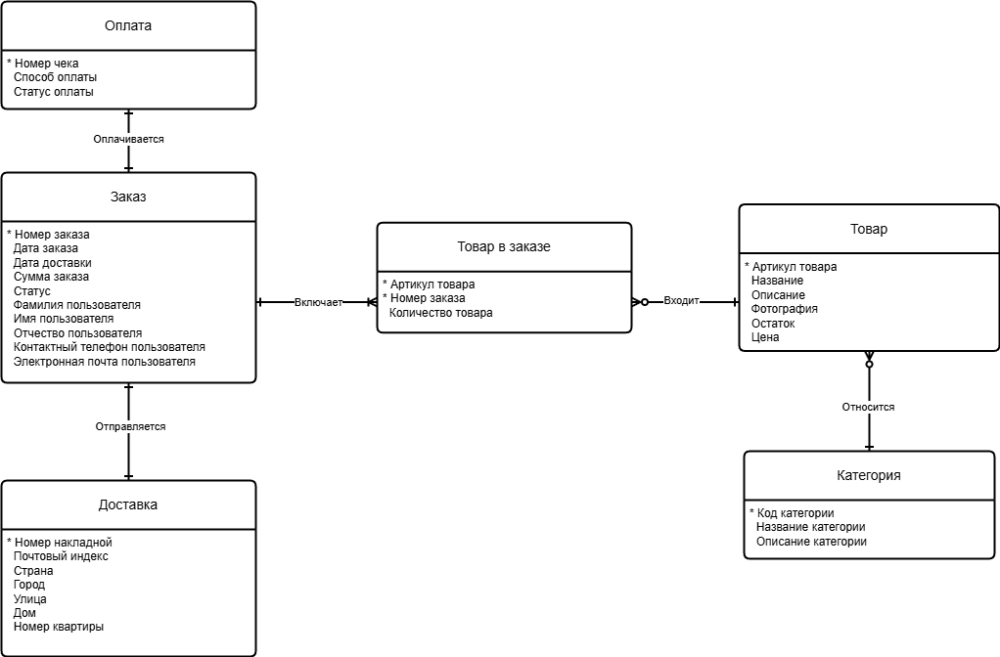 Оплата
* Номер чека
Способ оплаты
Статус оплаты
Оплачивается
Заказ
* Номер заказа
Дата заказа
Дата доставки
Сумма заказа
Статус
Фамилия пользователя
Имя пользователя
Отчество пользователя
Контактный телефон пользователя
Электронная почта пользователя
Включает
Товар в заказе
* Артикул товара
* Номер заказа
Количество товара
Входит
Товар
* Артикул товара
Название
Описание
Фотография
Остаток
Цена
Отправляется
Относится
Доставка
* Номер накладной
Почтовый индекс
Страна
Город
Улица
Дом
Номер квартиры
Категория
* Код категории
Название категории
Описание категории